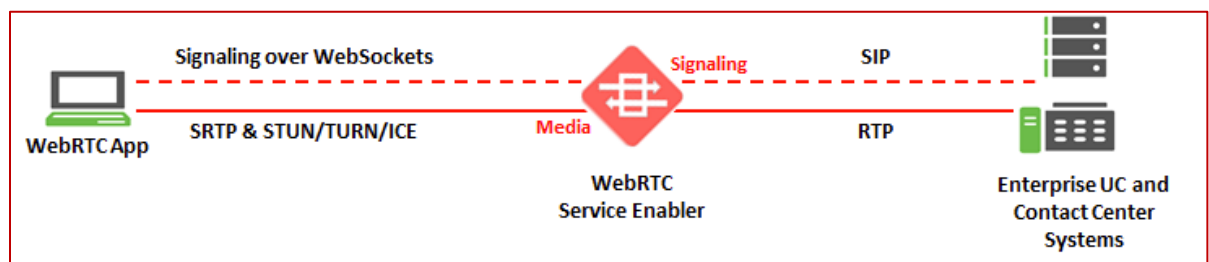 Signaling over WebSockets
Signaling
SIP
WebRTC App
SRTP & STUN/TURN/ICE
Media
RTP
WebRTC
Service Enabler
Enterprise UC and
Contact Center
Systems